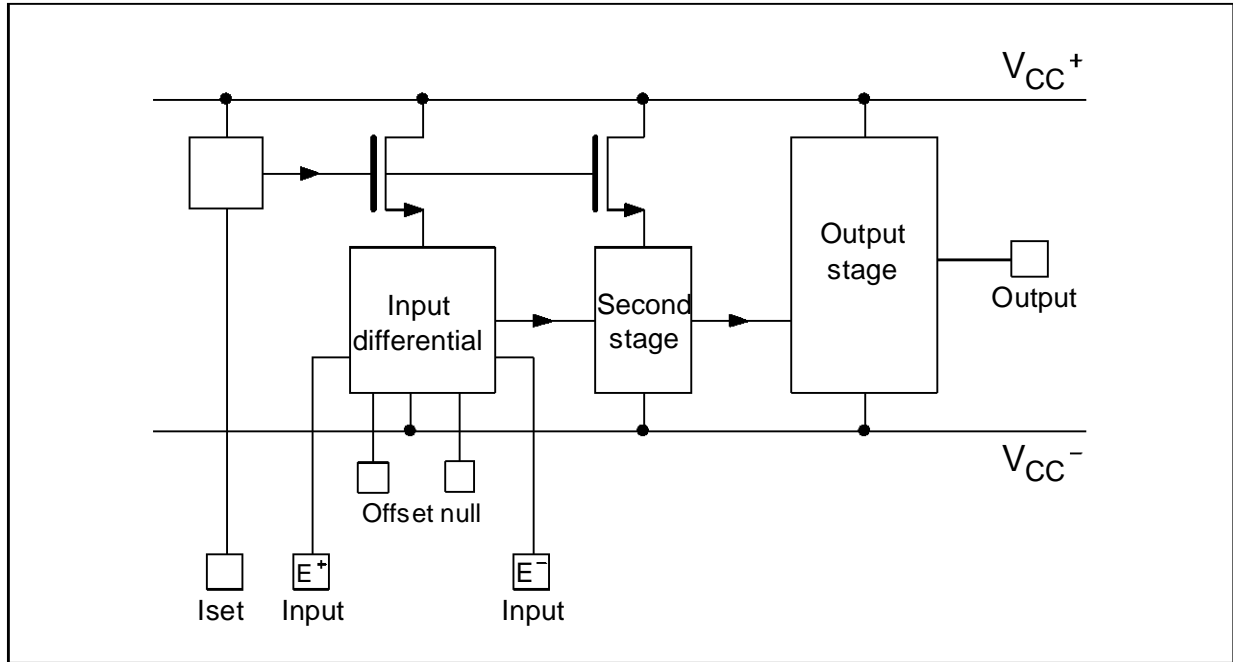 VCC+
Output
stage
Output
Input
differential
Second
stage
VCC−
Offset null
E+
E−
Iset
Input
Input